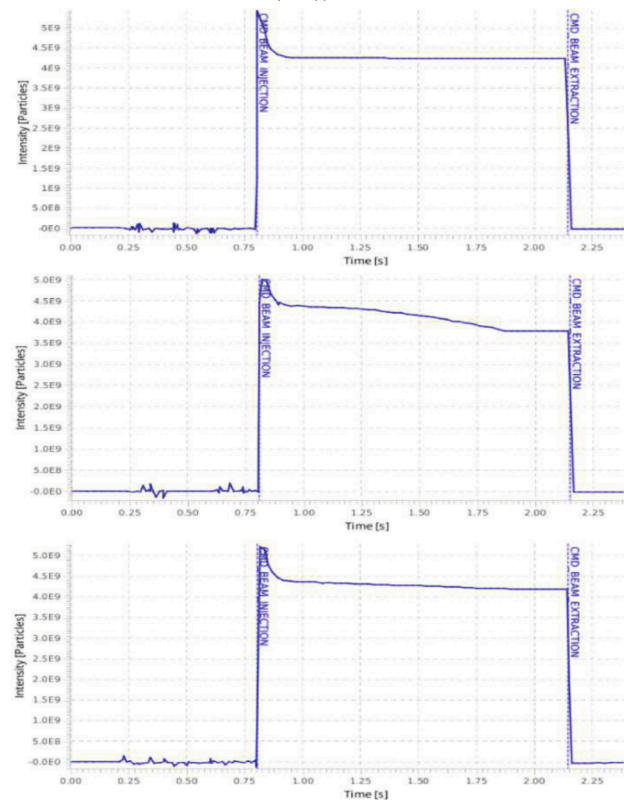 5E9
4.5E9
4E9
3.5E9
3E9
2.5E9
2E9
1.5E9
1E9
5.0E8
-0E0
Intensity [Particles]
CMD BEAM INJECTION
CMD BEAM EXTRACTION
0.00 0.25 0.50 0.75 1.00 1.25 1.50 1.75 2.00 2.25
Time [s]
5.0E9
4.5E9
4.0E9
3.5E9
3.0E9
2.5E9
2.0E9
1.5E9
1.0E9
5.0E8
-0.0E0
Intensity [Particles]
CMD BEAM INJECTION
CMD BEAM EXTRACTION
0.00 0.25 0.50 0.75 1.00 1.25 1.50 1.75 2.00 2.25
Time [s]
5.0E9
4.5E9
4.0E9
3.5E9
3.0E9
2.5E9
2.0E9
1.5E9
1.0E9
5.0E8
-0.0E0
Intensity [Particles]
CMD BEAM INJECTION
CMD BEAM EXTRACTION
0.00 0.25 0.50 0.75 1.00 1.25 1.50 1.75 2.00 2.25
Time [s]